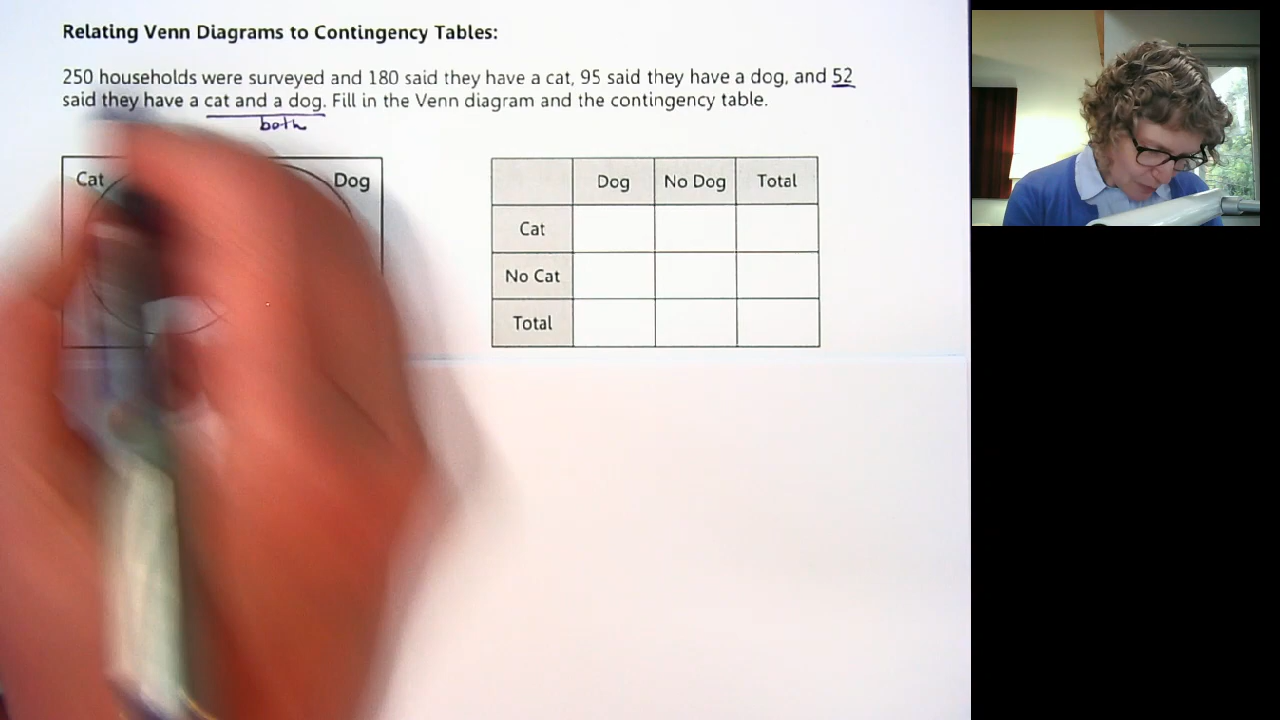 Relating Venn Diagrams to Contingency Tables:
250 households were surveyed and 180 said they have a cat, 95 said they have a dog, and 52
said they have a cat and a dog. Fill in the Venn diagram and the contingency table.
both
Cat
Dog
Dog No Dog Total
Cat
No Cat
Total